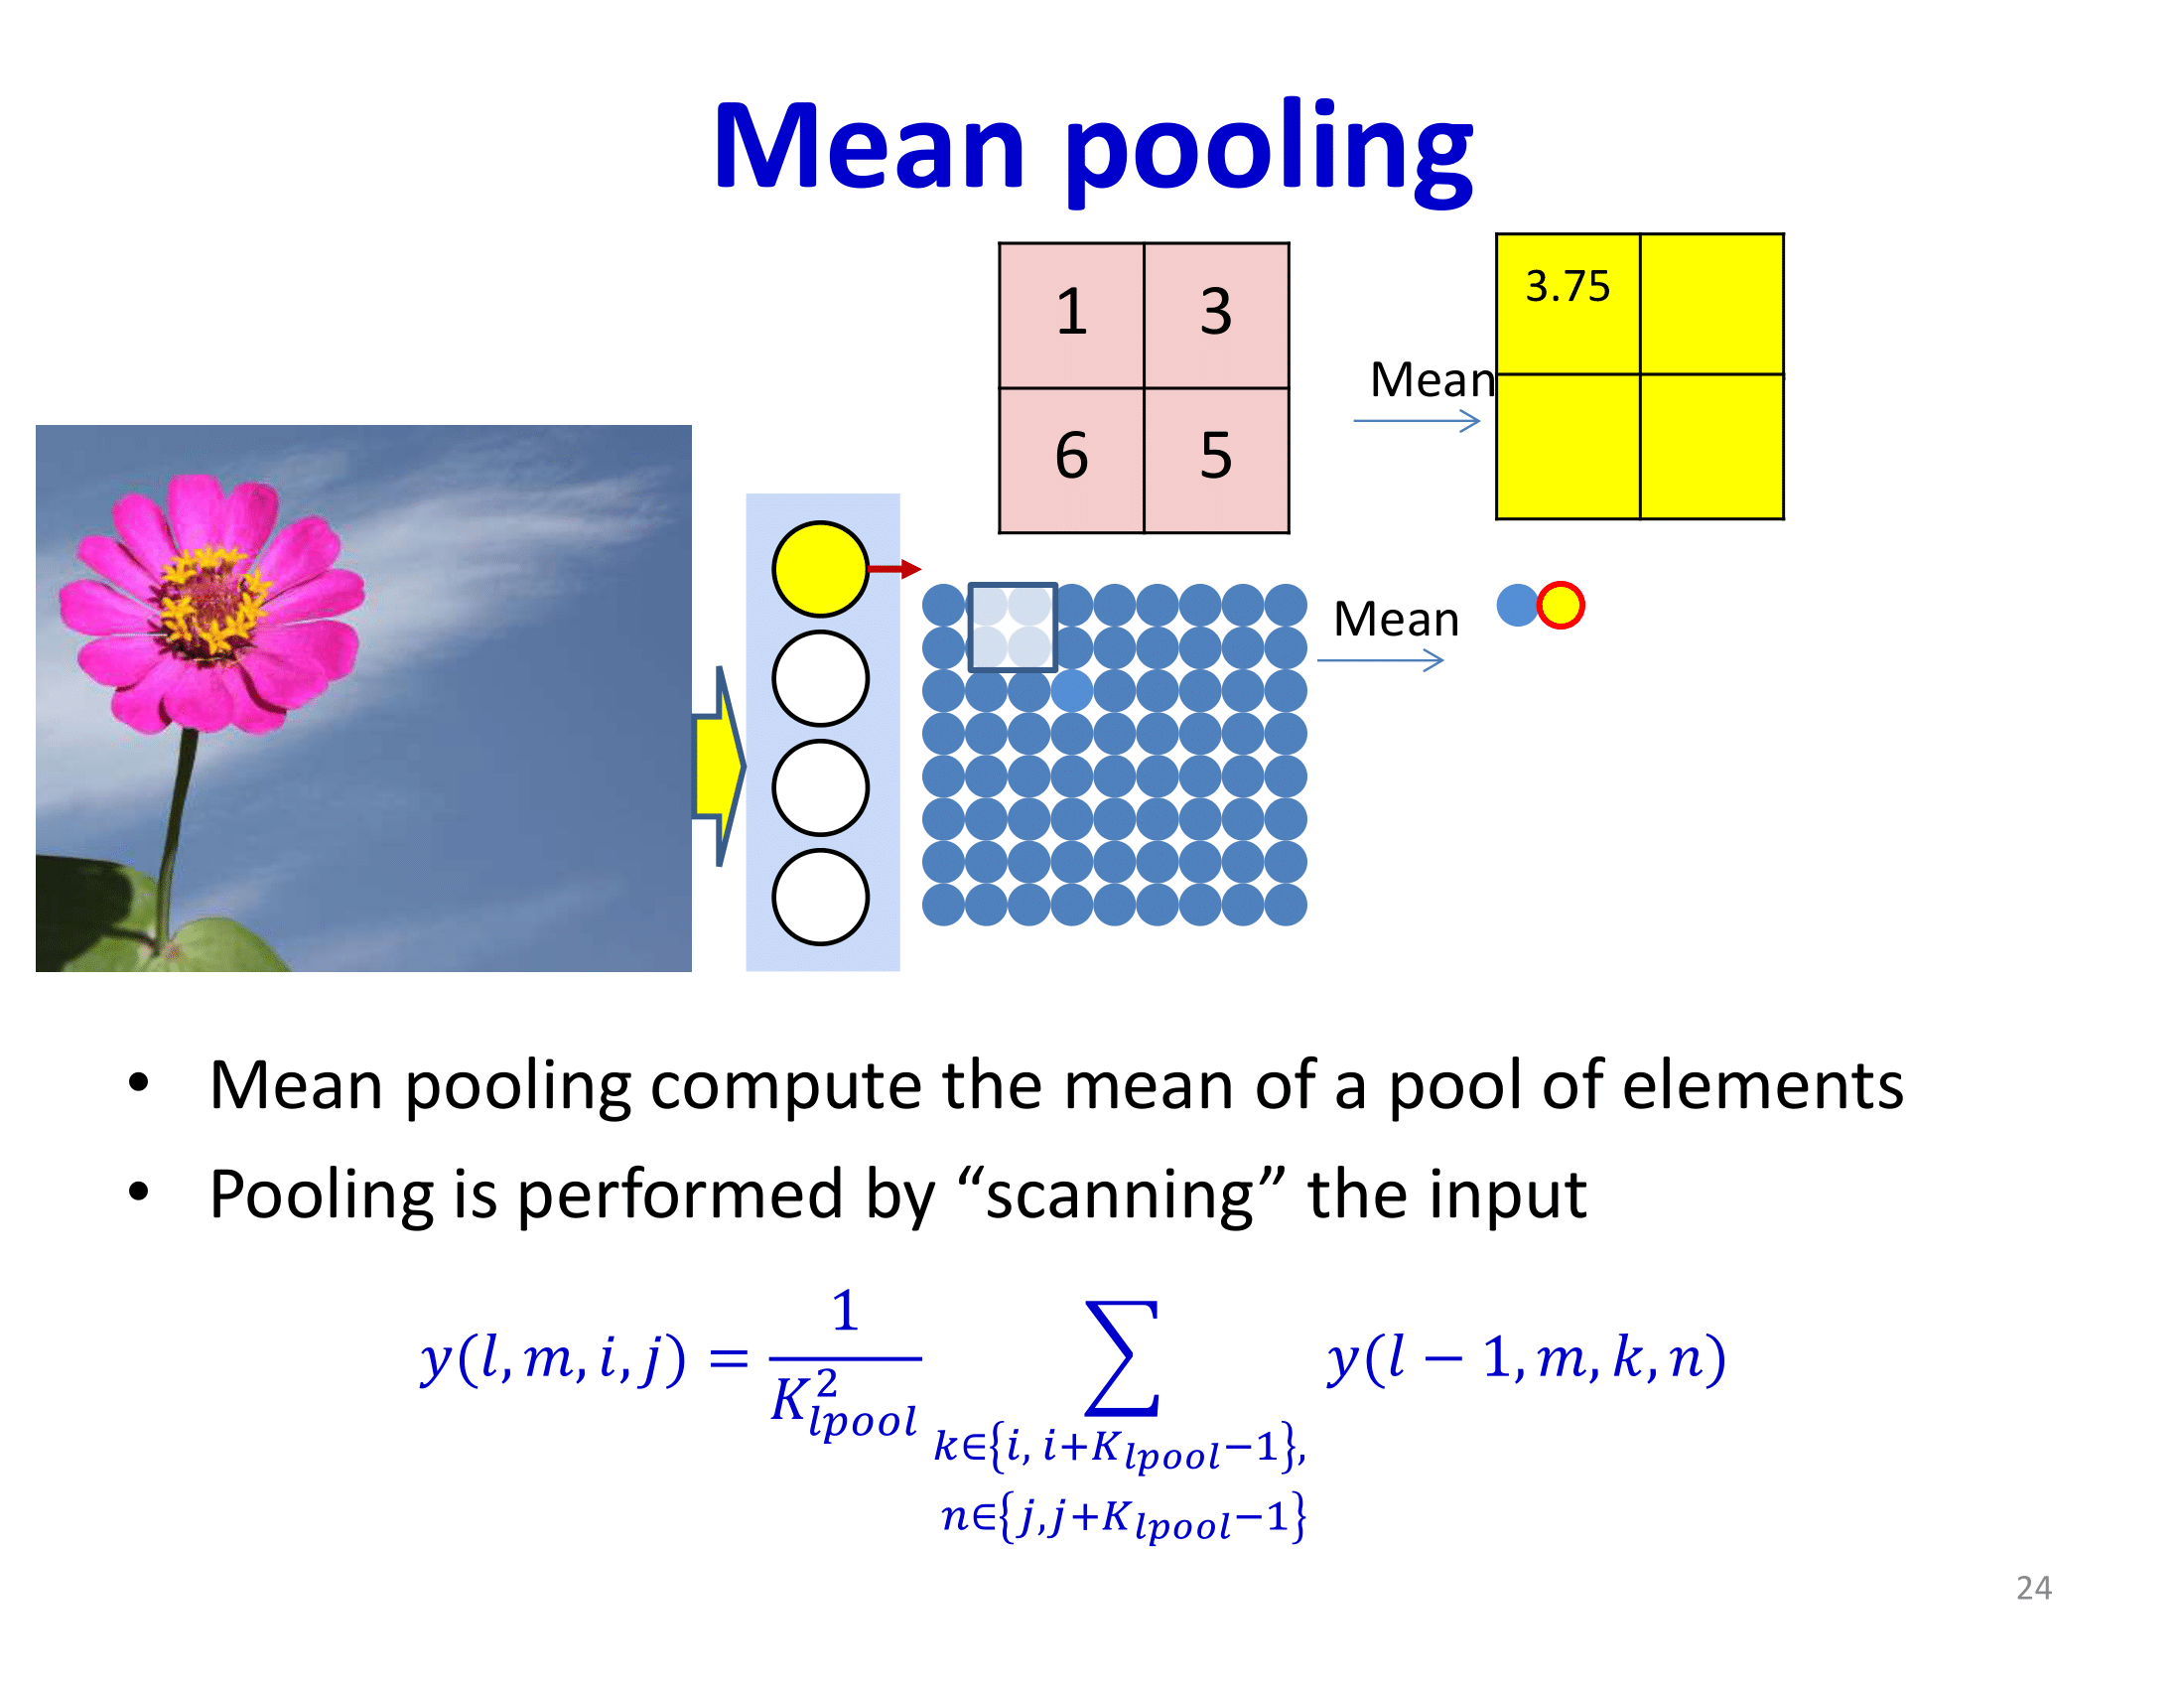 Mean pooling
1 3
6 5
Mean
3.75
Mean
• Mean pooling compute the mean of a pool of elements
• Pooling is performed by “scanning” the input
$y(l, m, i, j) = \frac{1}{K_{lpool}^2} \sum_{k \in \{i,\, i+K_{lpool}-1\}, \; n \in \{j, j+K_{lpool}-1\}} y(l-1, m, k, n)$
24